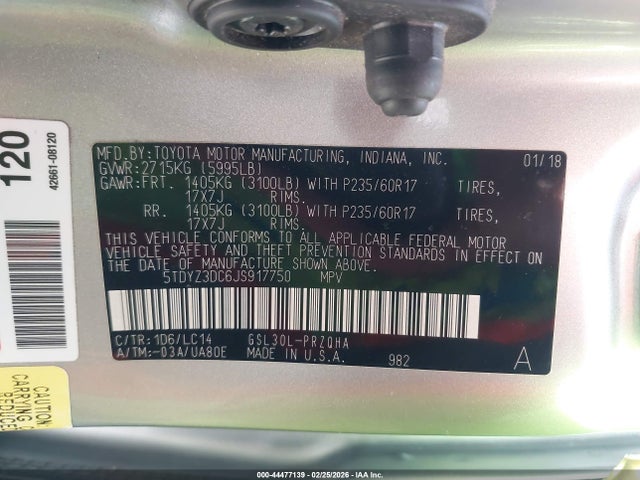 MFD.BY:TOYOTA MOTOR MANUFACTURING, INDIANA, INC. 01/18
GVWR:2715KG (5995LB)
GAWR:FRT. 1405KG (3100LB) WITH P235/60R17 TIRES,
17X7J RIMS.
RR. 1405KG (3100LB) WITH P235/60R17 TIRES,
17X7J RIMS.
THIS VEHICLE CONFORMS TO ALL APPLICABLE FEDERAL MOTOR
VEHICLE SAFETY AND THEFT PREVENTION STANDARDS IN EFFECT ON
THE DATE OF MANUFACTURE SHOWN ABOVE.
5TDYZ3DC6JS917750 MPV
C/TR:1D6/LC14 GSL30L-PRZQHA
A/TM:-03A/UA80E MADE IN U.S.A. 982 A
120
42661-08120
CAUTION
CARRYING
REDUCE
000-44477139 - 02/25/2026 - IAA, Inc.